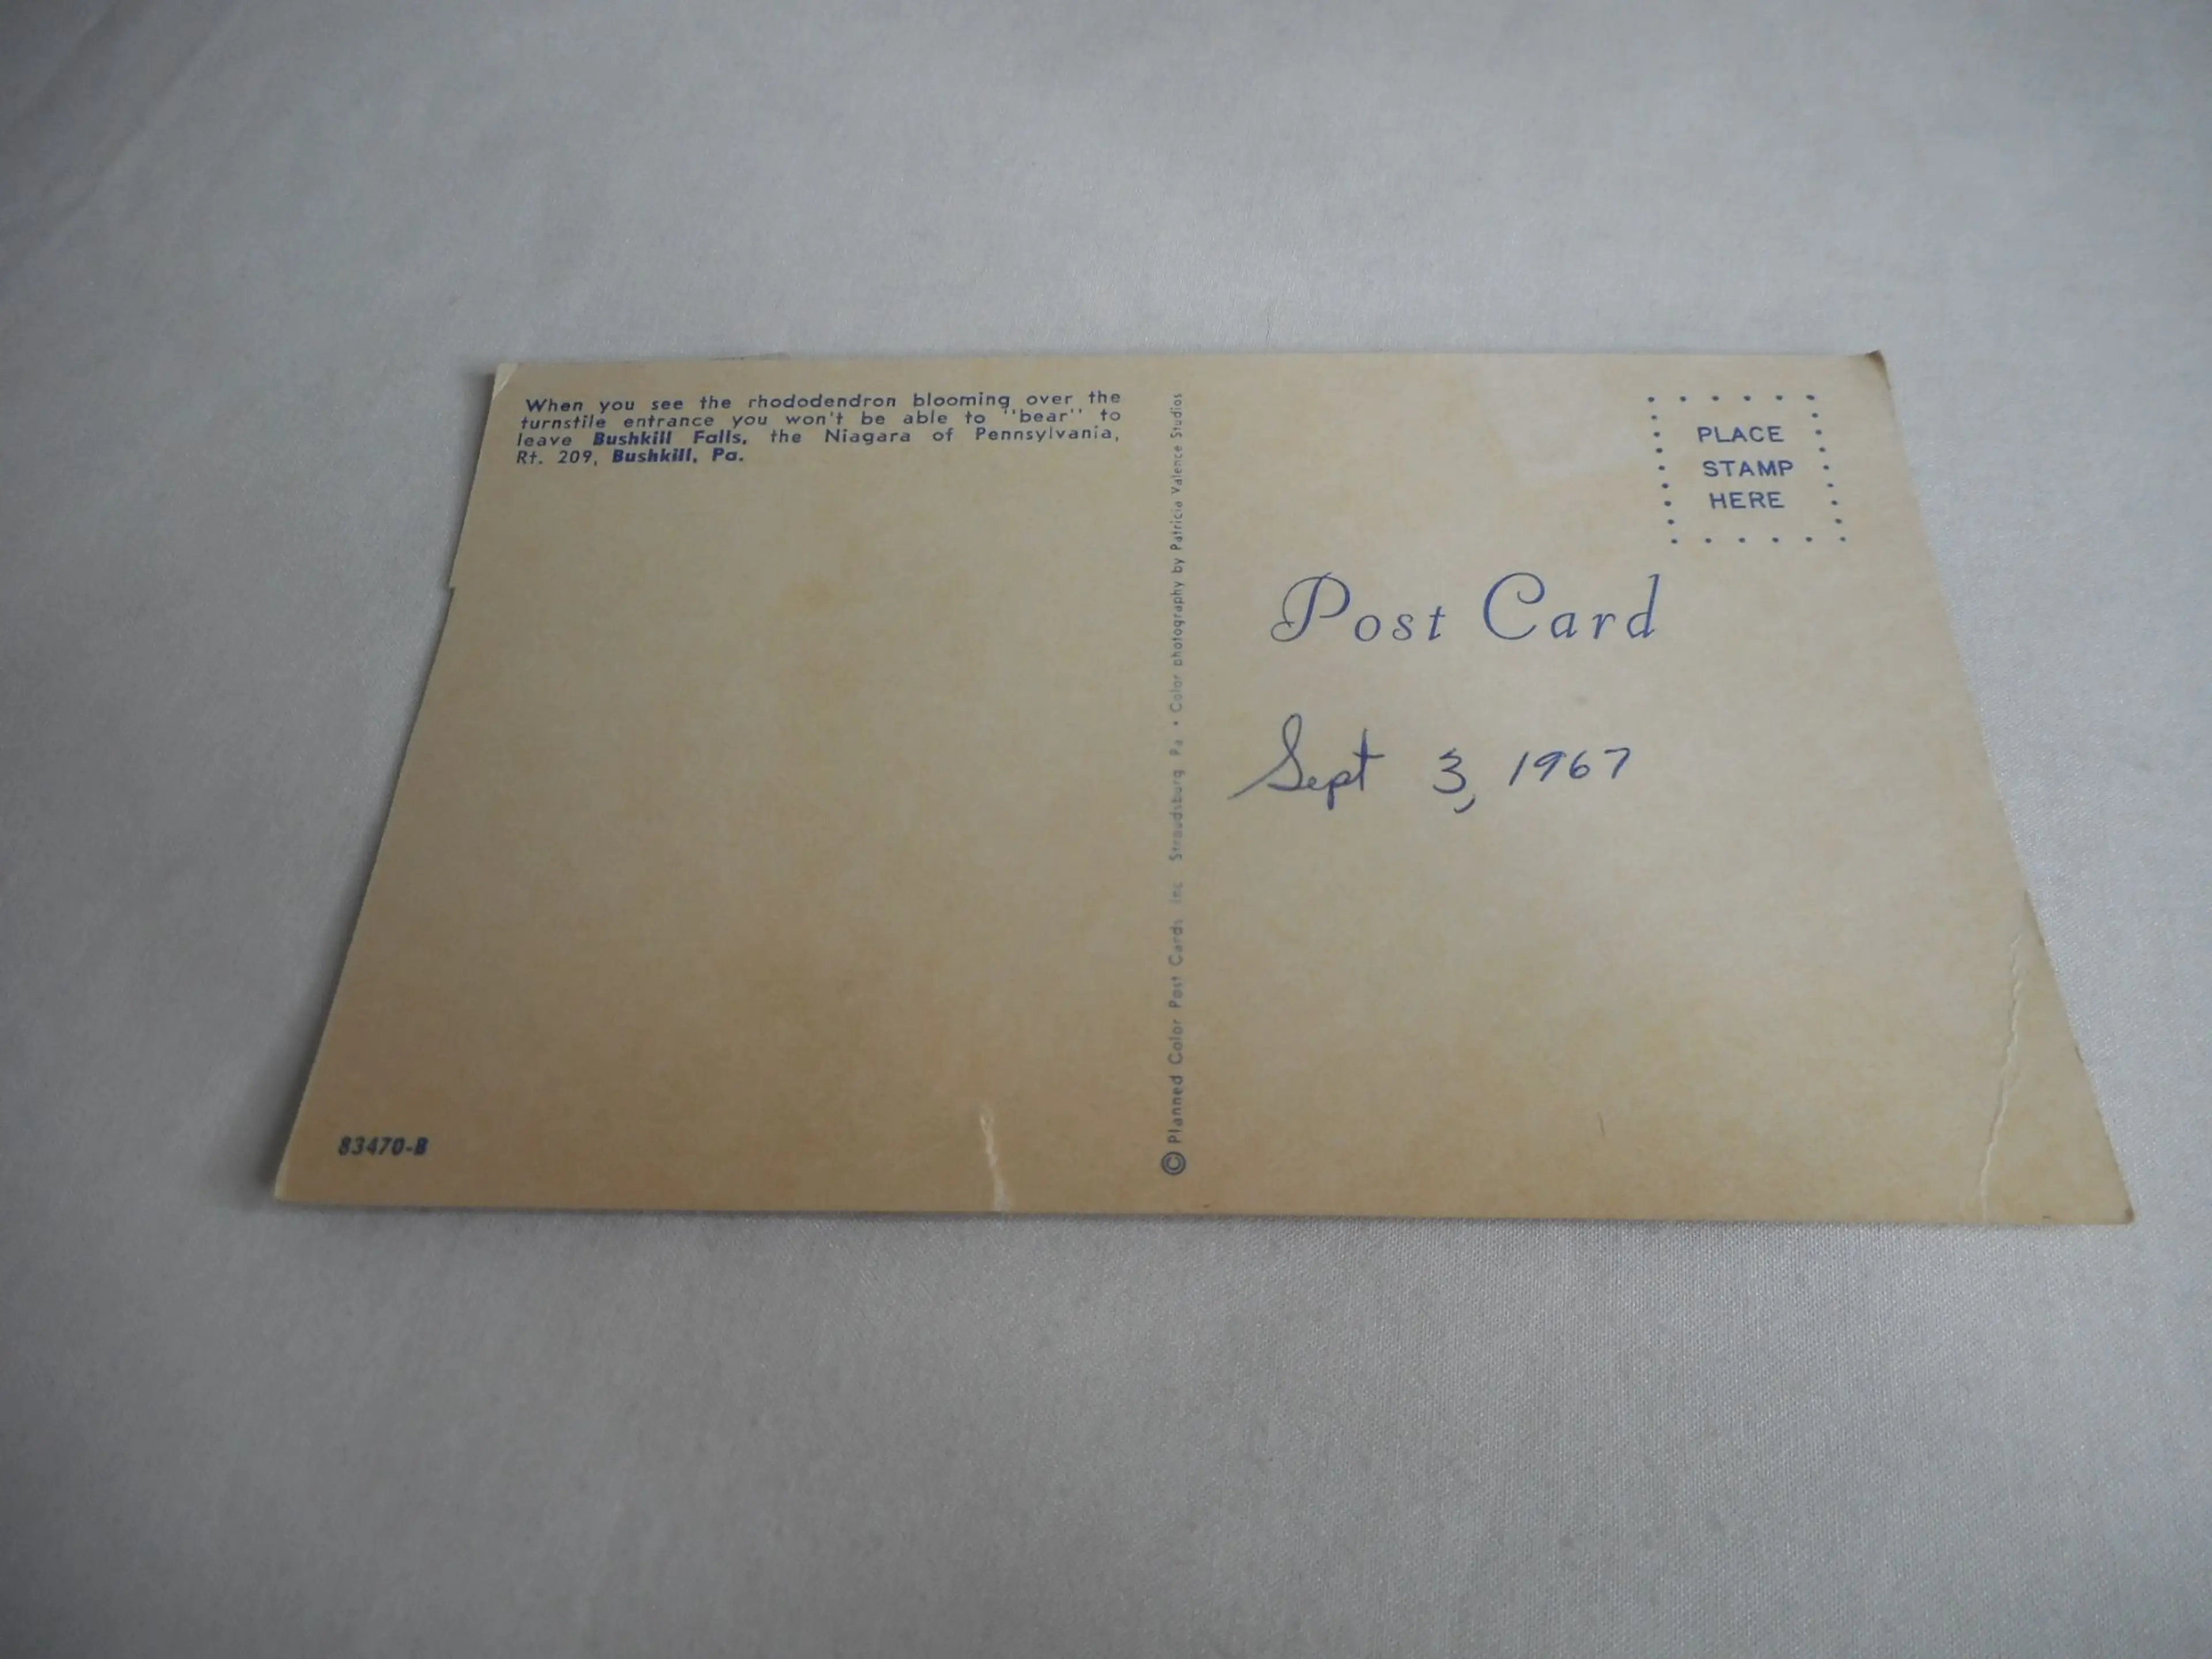 When you see the rhododendron blooming over the
turnstile entrance you won't be able to "bear" to
leave Bushkill Falls, the Niagara of Pennsylvania,
Rt. 209, Bushkill, Pa.
83470-B
© Planned Color Post Cards Inc Stroudsburg Pa • Color photography by Patricia Valence Studios
PLACE
STAMP
HERE
Post Card
Sept 3, 1967